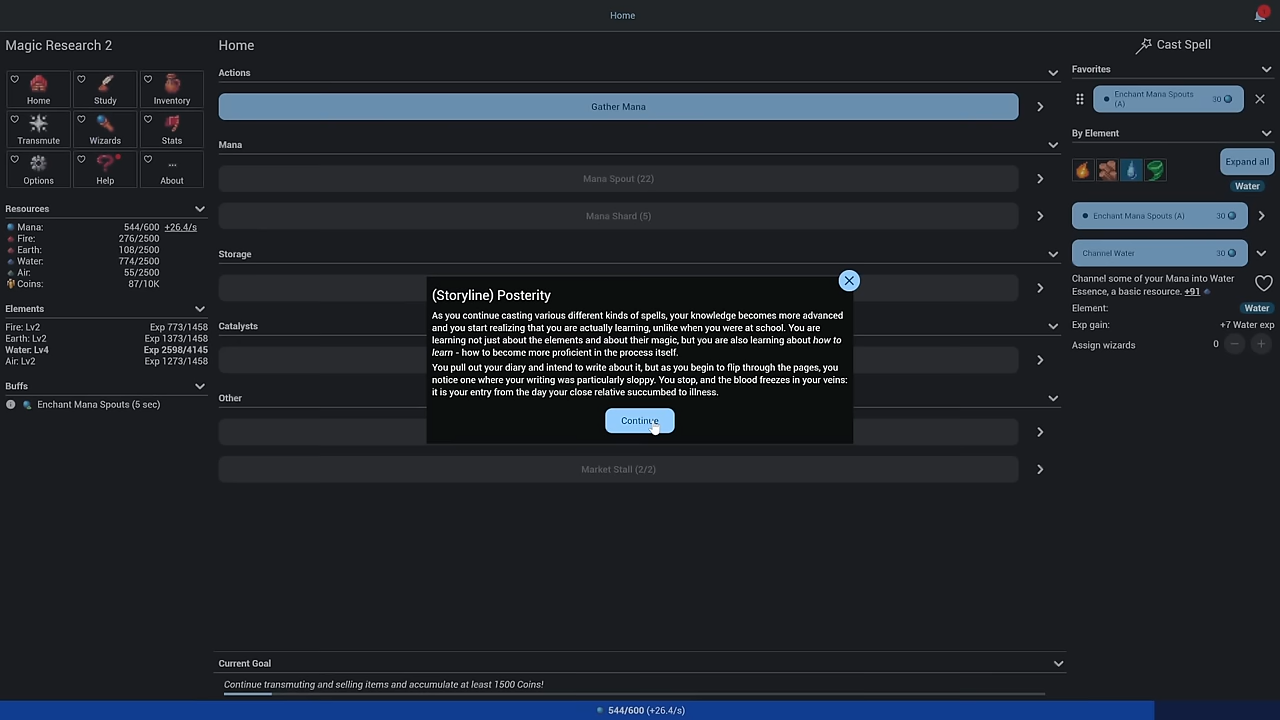 Home
Magic Research 2
Home
Study
Inventory
Transmute
Wizards
Stats
Options
Help
About
Resources
Mana: 544/600 +26.4/s
Fire: 276/2500
Earth: 108/2500
Water: 774/2500
Air: 55/2500
Coins: 87/10K
Elements
Fire: Lv2 Exp 773/1458
Earth: Lv2 Exp 1373/1458
Water: Lv4 Exp 2598/4145
Air: Lv2 Exp 1273/1458
Buffs
Enchant Mana Spouts (5 sec)
Home
Actions
Gather Mana
Mana
Mana Spout (22)
Mana Shard (5)
Storage
Catalysts
Other
Market Stall (2/2)
(Storyline) Posterity
As you continue casting various different kinds of spells, your knowledge becomes more advanced
and you start realizing that you are actually learning, unlike when you were at school. You are
learning not just about the elements and about their magic, but you are also learning about how to
learn - how to become more proficient in the process itself.
You pull out your diary and intend to write about it, but as you begin to flip through the pages, you
notice one where your writing was particularly sloppy. You stop, and the blood freezes in your veins:
it is your entry from the day your close relative succumbed to illness.
Continue
Current Goal
Continue transmuting and selling items and accumulate at least 1500 Coins!
544/600 (+26.4/s)
Cast Spell
Favorites
Enchant Mana Spouts
(A)
30
By Element
Expand all
Water
Enchant Mana Spouts (A) 30
Channel Water 30
Channel some of your Mana into Water
Essence, a basic resource. +91
Element: Water
Exp gain: +7 Water exp
Assign wizards 0